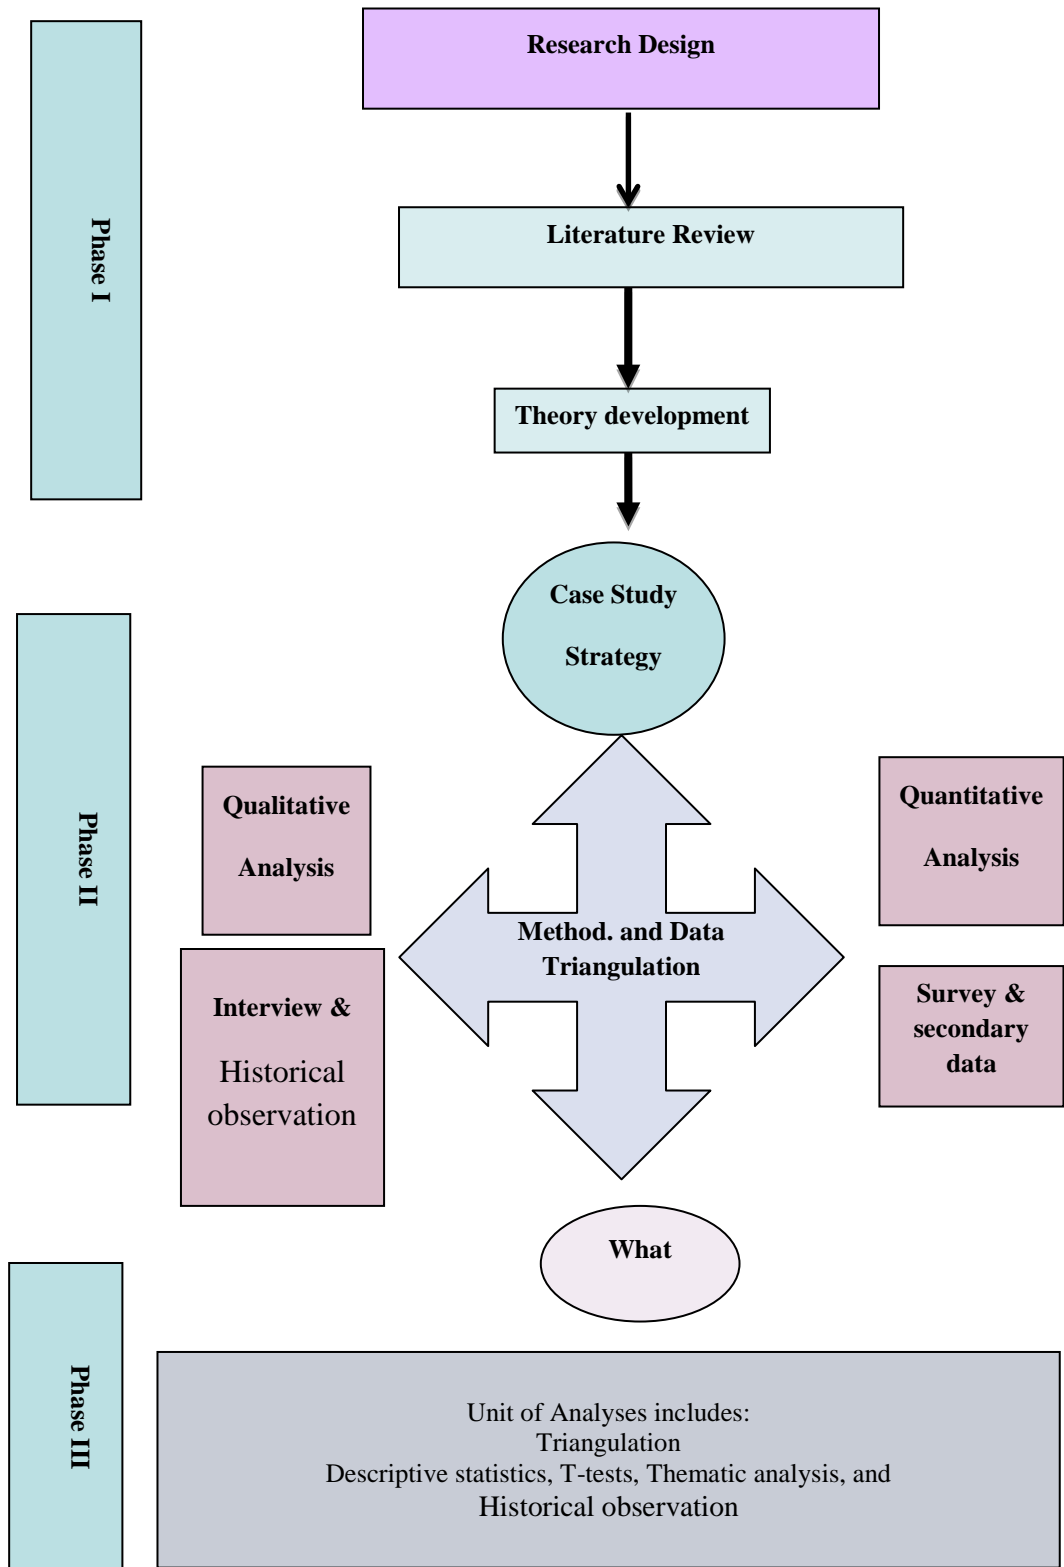 Research Design
Phase I
Literature Review
Theory development
Case Study
Strategy
Phase II
Qualitative
Analysis
Quantitative
Analysis
Method. and Data
Triangulation
Interview &
Historical
observation
Survey &
secondary
data
What
Phase III
Unit of Analyses includes:
Triangulation
Descriptive statistics, T-tests, Thematic analysis, and
Historical observation